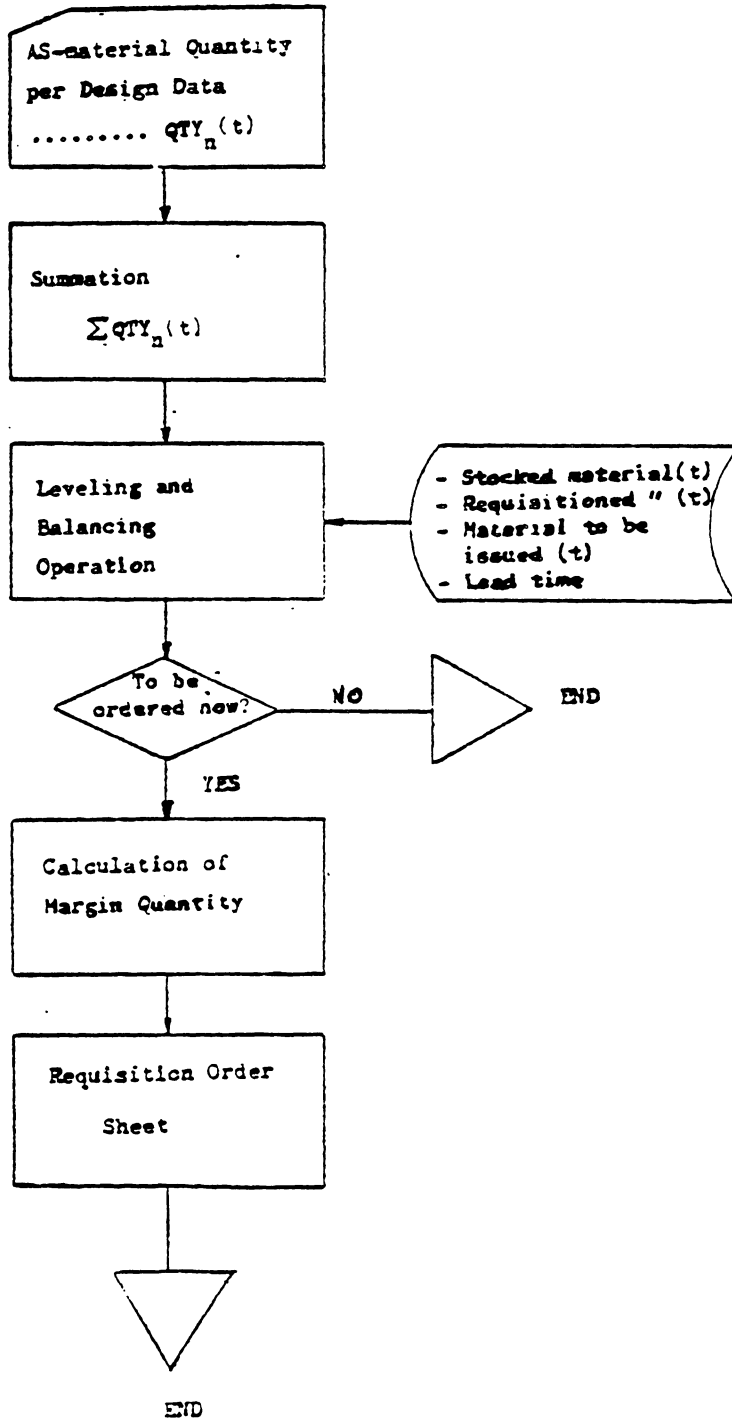 AS-material Quantity
per Design Data
......... QTYn(t)
Summation
∑QTYn(t)
Leveling and
Balancing
Operation
- Stocked material(t)
- Requisitioned " (t)
- Material to be
issued (t)
- Lead time
To be
ordered now?
NO
END
YES
Calculation of
Margin Quantity
Requisition Order
Sheet
END